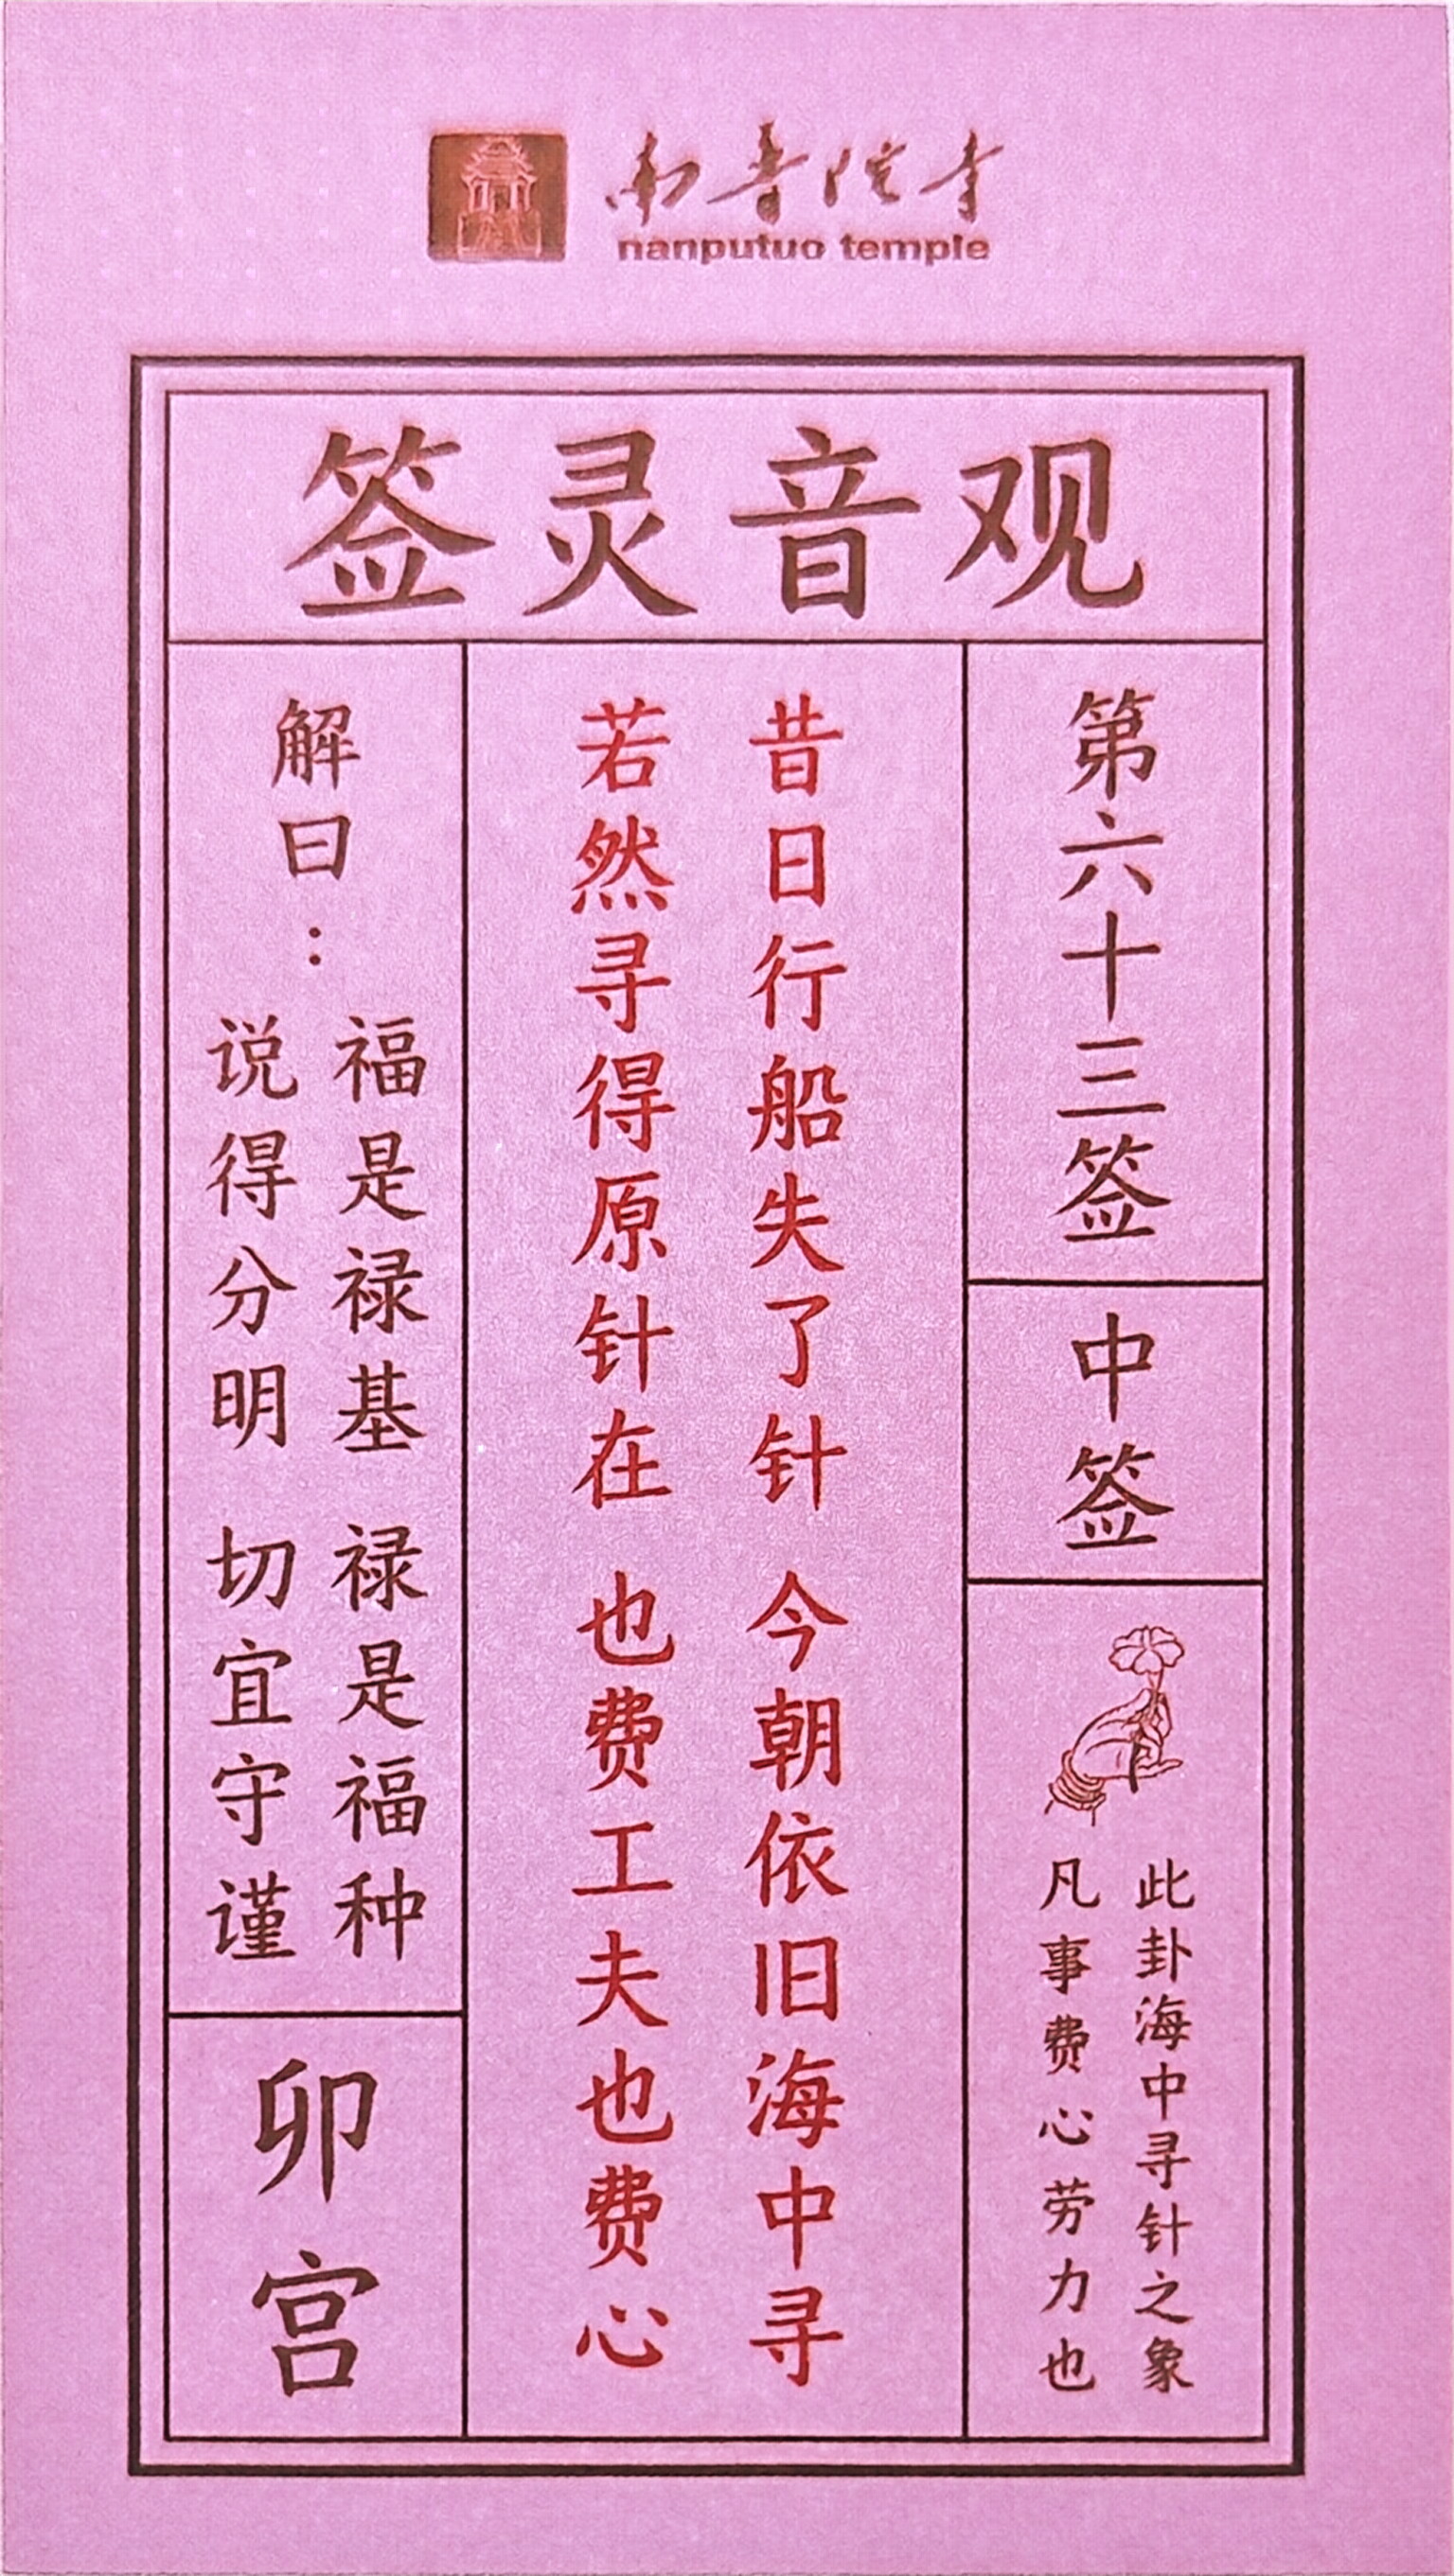 南普陀寺
nanputuo temple
观音灵签
第六十三签
中签
此卦海中寻针之象
凡事费心劳力也
昔日行船失了针 今朝依旧海中寻
若然寻得原针在 也费工夫也费心
解曰：
福是禄基 禄是福种
说得分明 切宜守谨
卯宫